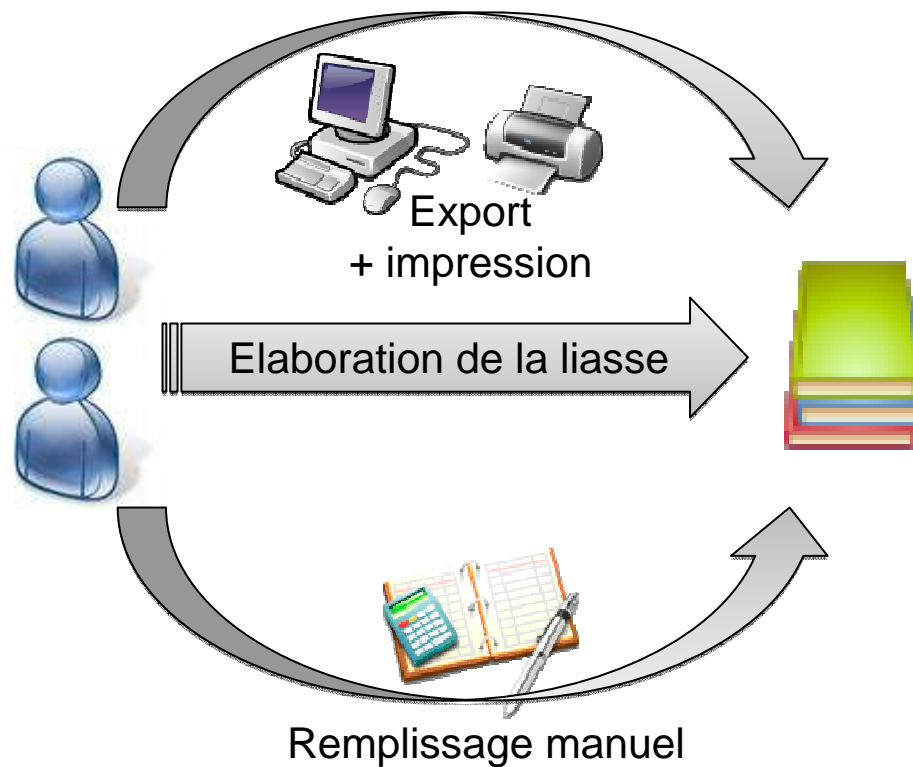 Export
+ impression
Elaboration de la liasse
Remplissage manuel